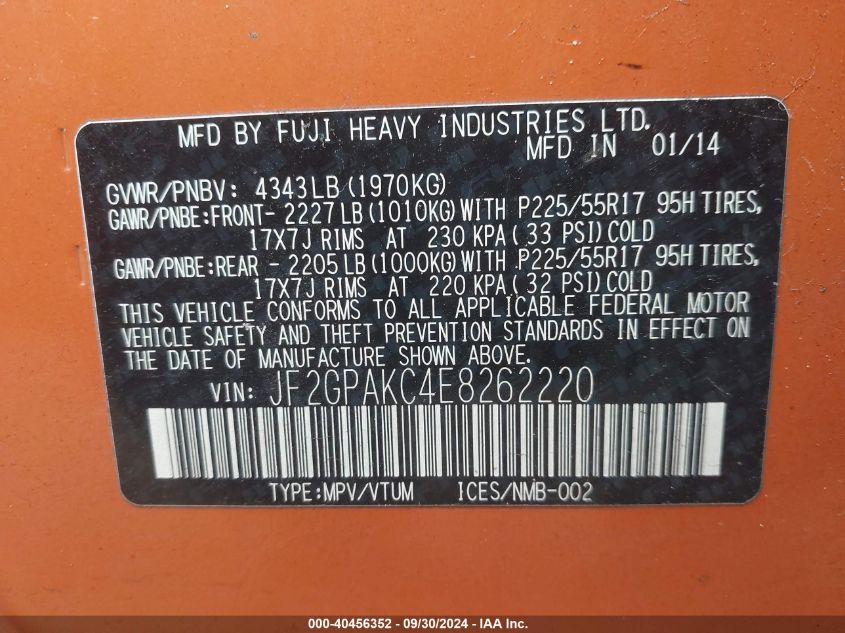 MFD BY FUJI HEAVY INDUSTRIES LTD.
MFD IN 01/14
GVWR/PNBV: 4343LB (1970KG)
GAWR/PNBE:FRONT- 2227LB (1010KG) WITH P225/55R17 95H TIRES,
17X7J RIMS AT 230 KPA ( 33 PSI) COLD
GAWR/PNBE:REAR - 2205LB (1000KG) WITH P225/55R17 95H TIRES,
17X7J RIMS AT 220 KPA ( 32 PSI) COLD
THIS VEHICLE CONFORMS TO ALL APPLICABLE FEDERAL MOTOR
VEHICLE SAFETY AND THEFT PREVENTION STANDARDS IN EFFECT ON
THE DATE OF MANUFACTURE SHOWN ABOVE.
VIN: JF2GPAKC4E8262220
TYPE:MPV/VTUM ICES/NMB-002
000-40456352 - 09/30/2024 - IAA Inc.